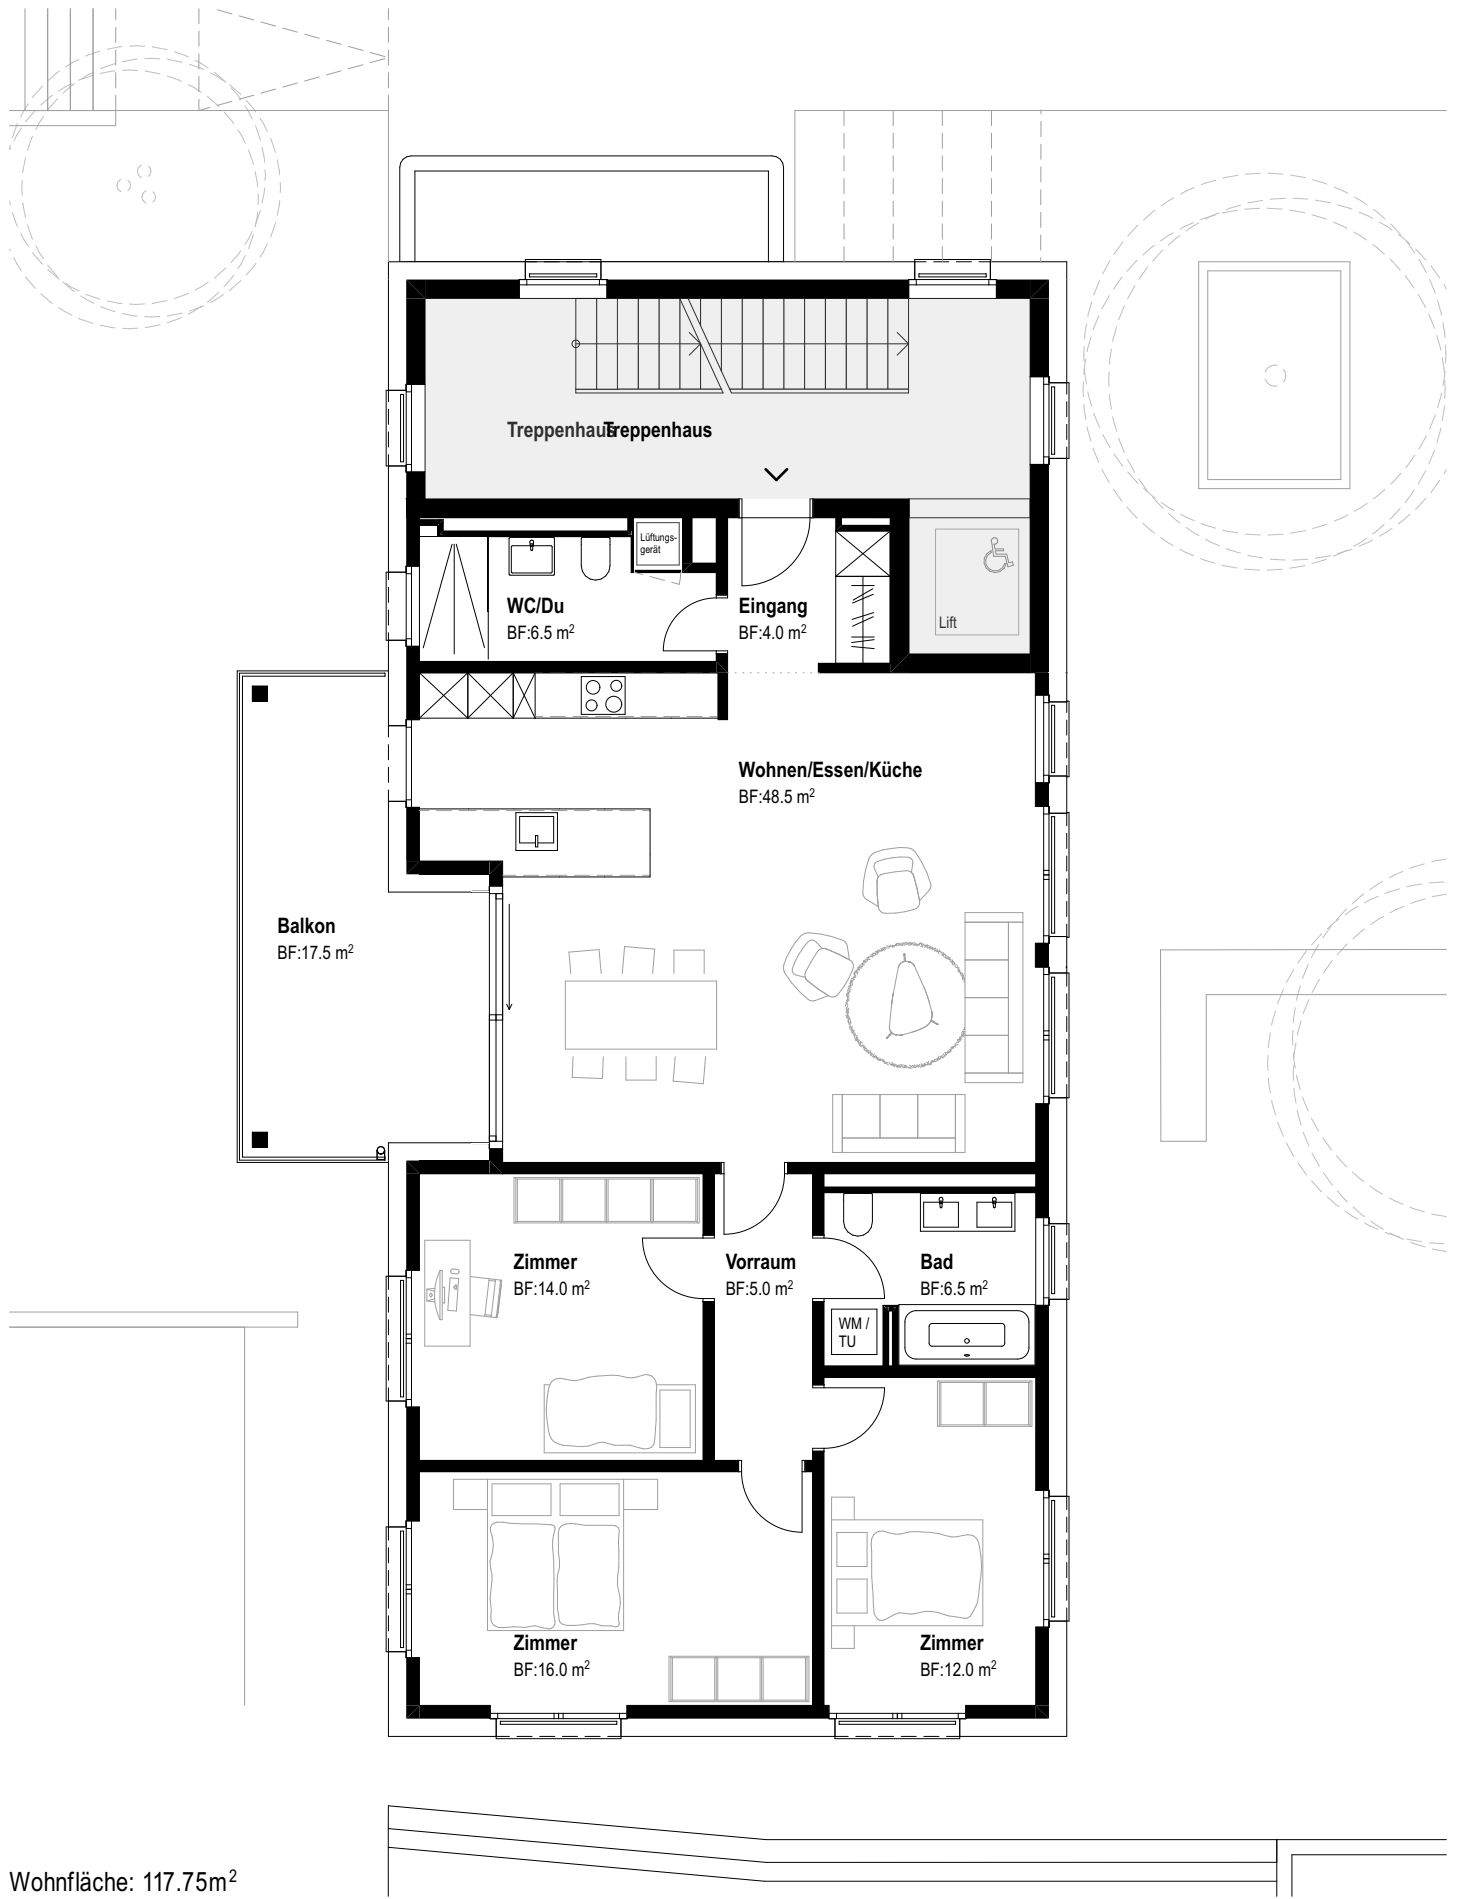 Treppenhaus Treppenhaus
Lüftungs-
gerät
WC/Du
BF:6.5 m²
Eingang
BF:4.0 m²
Lift
Wohnen/Essen/Küche
BF:48.5 m²
Balkon
BF:17.5 m²
Zimmer
BF:14.0 m²
Vorraum
BF:5.0 m²
Bad
BF:6.5 m²
WM /
TU
Zimmer
BF:16.0 m²
Zimmer
BF:12.0 m²
Wohnfläche: 117.75m²